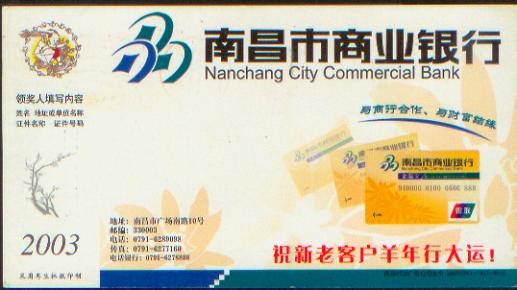 南昌市商业银行
Nanchang City Commercial Bank
与商行合作、与财富结缘
领奖人填写内容
姓名 地址或单位名称
证件名称 证件号码
南昌市商业银行
银联
2003
地址：南昌市广场南路10号
邮编：330003
电话：0791-6289098
传真：0791-6277160
电话银行：0791-6278888
祝新老客户羊年行大运！